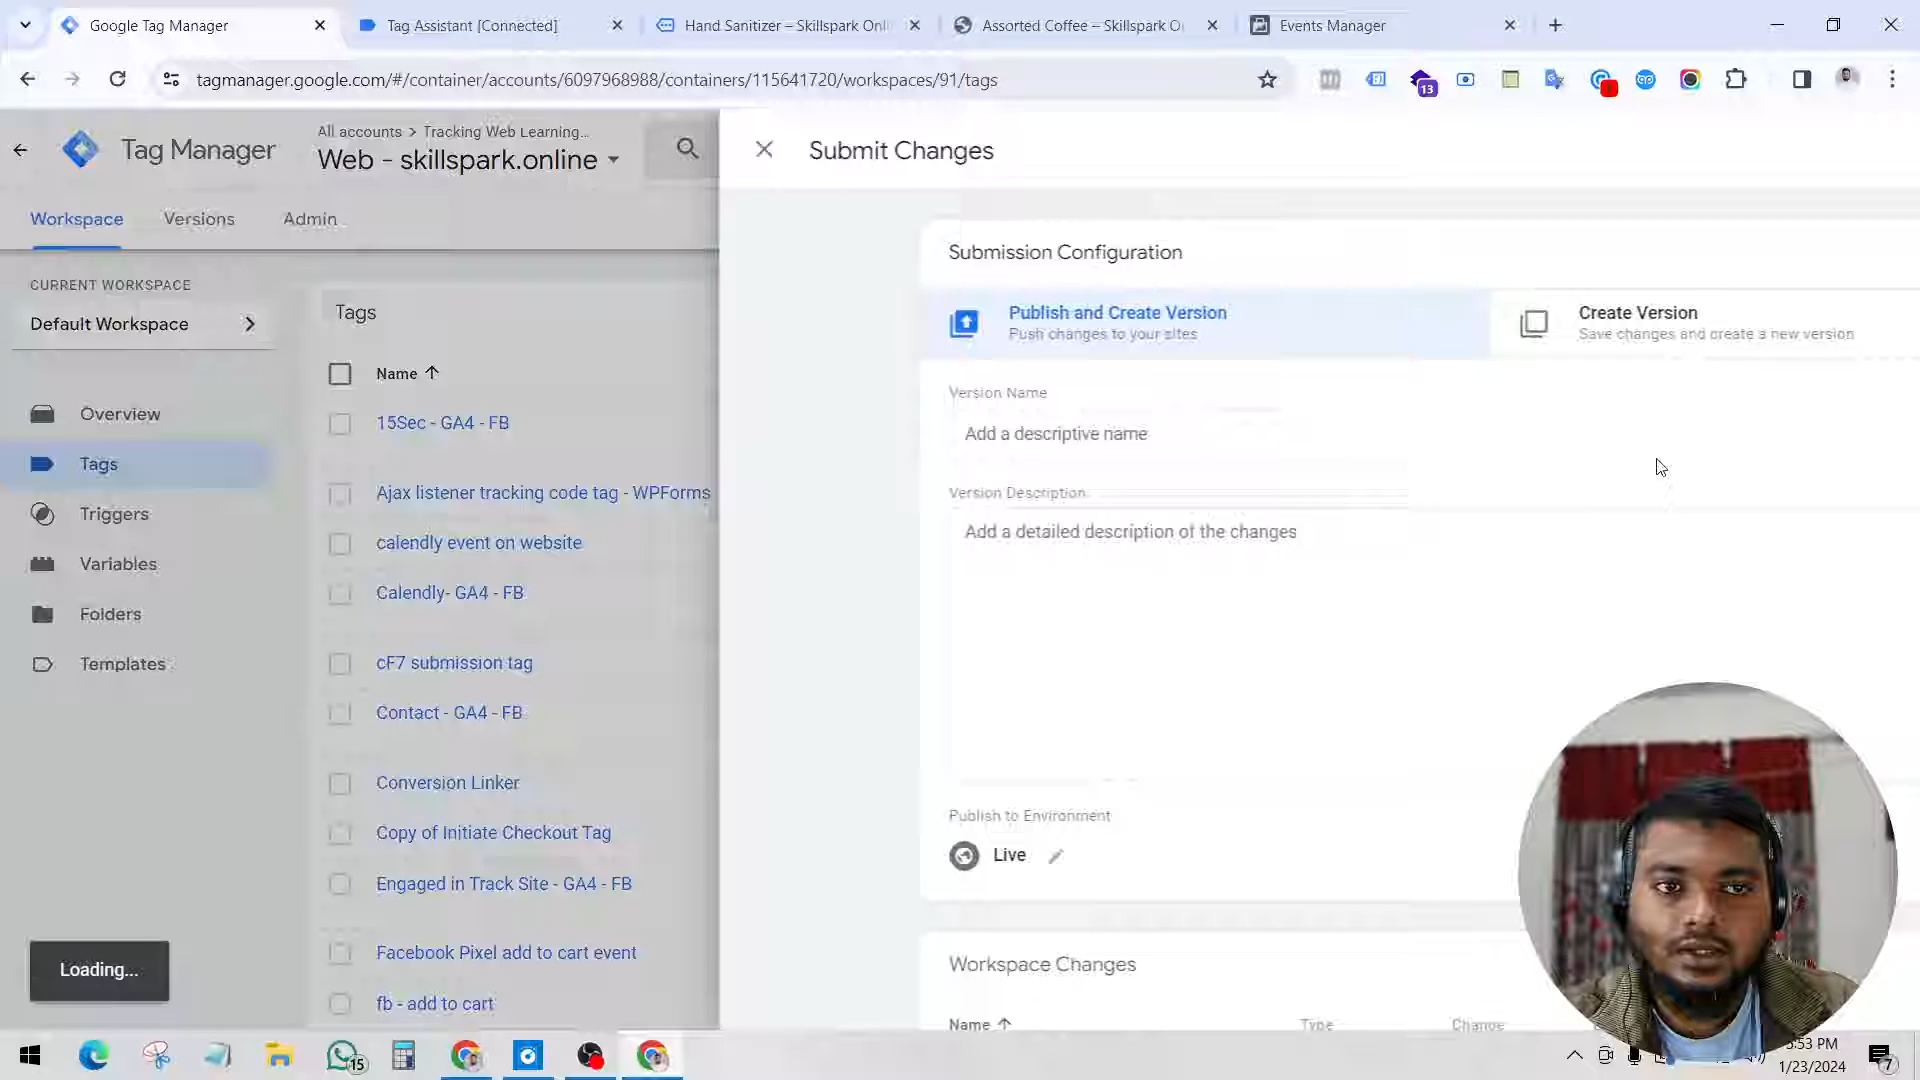 Google Tag Manager
Tag Assistant [Connected]
Hand Sanitizer – Skillspark Onl
Assorted Coffee – Skillspark O
Events Manager
tagmanager.google.com/#/container/accounts/6097968988/containers/115641720/workspaces/91/tags
13
Tag Manager
All accounts > Tracking Web Learning...
Web - skillspark.online
Submit Changes
Workspace
Versions
Admin
Submission Configuration
CURRENT WORKSPACE
Default Workspace
Tags
Publish and Create Version
Push changes to your sites
Create Version
Save changes and create a new version
Name
Version Name
Add a descriptive name
Overview
Tags
Triggers
Variables
Folders
Templates
15Sec - GA4 - FB
Ajax listener tracking code tag - WPForms
calendly event on website
Calendly- GA4 - FB
cF7 submission tag
Contact - GA4 - FB
Conversion Linker
Copy of Initiate Checkout Tag
Engaged in Track Site - GA4 - FB
Facebook Pixel add to cart event
fb - add to cart
Version Description
Add a detailed description of the changes
Publish to Environment
Live
Workspace Changes
Name
Type
Change
Loading...
15
:53 PM
1/23/2024
7